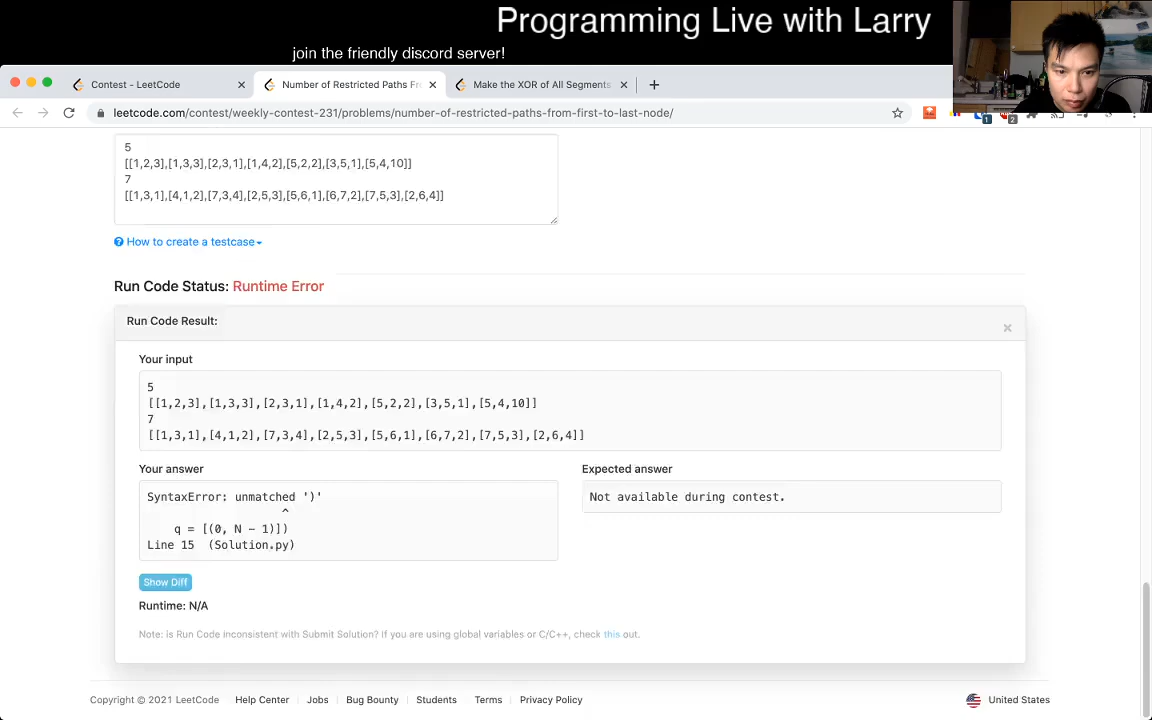 Programming Live with Larry
join the friendly discord server!
Contest - LeetCode
Number of Restricted Paths Fr
Make the XOR of All Segments
leetcode.com/contest/weekly-contest-231/problems/number-of-restricted-paths-from-first-to-last-node/
1
2
5
[[1,2,3],[1,3,3],[2,3,1],[1,4,2],[5,2,2],[3,5,1],[5,4,10]]
7
[[1,3,1],[4,1,2],[7,3,4],[2,5,3],[5,6,1],[6,7,2],[7,5,3],[2,6,4]]
How to create a testcase
Run Code Status: Runtime Error
Run Code Result:
Your input
5
[[1,2,3],[1,3,3],[2,3,1],[1,4,2],[5,2,2],[3,5,1],[5,4,10]]
7
[[1,3,1],[4,1,2],[7,3,4],[2,5,3],[5,6,1],[6,7,2],[7,5,3],[2,6,4]]
Your answer
SyntaxError: unmatched ')'
^
q = [(0, N - 1)])
Line 15 (Solution.py)
Expected answer
Not available during contest.
Show Diff
Runtime: N/A
Note: Is Run Code inconsistent with Submit Solution? If you are using global variables or C/C++, check this out.
Copyright © 2021 LeetCode Help Center | Jobs | Bug Bounty | Students | Terms | Privacy Policy United States